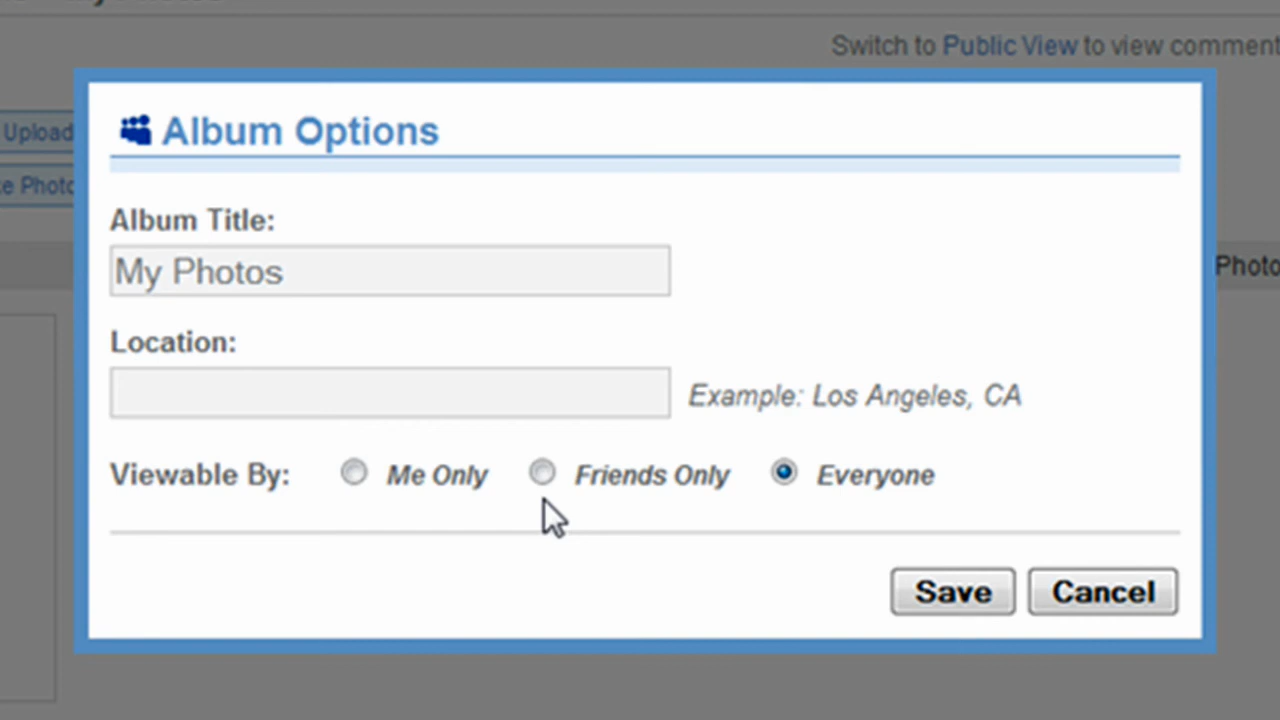 Switch to Public View to view comment
Upload
Photo
Album Options
Album Title:
My Photos
Photo
Location:
Example: Los Angeles, CA
Viewable By: Me Only Friends Only Everyone
Save Cancel